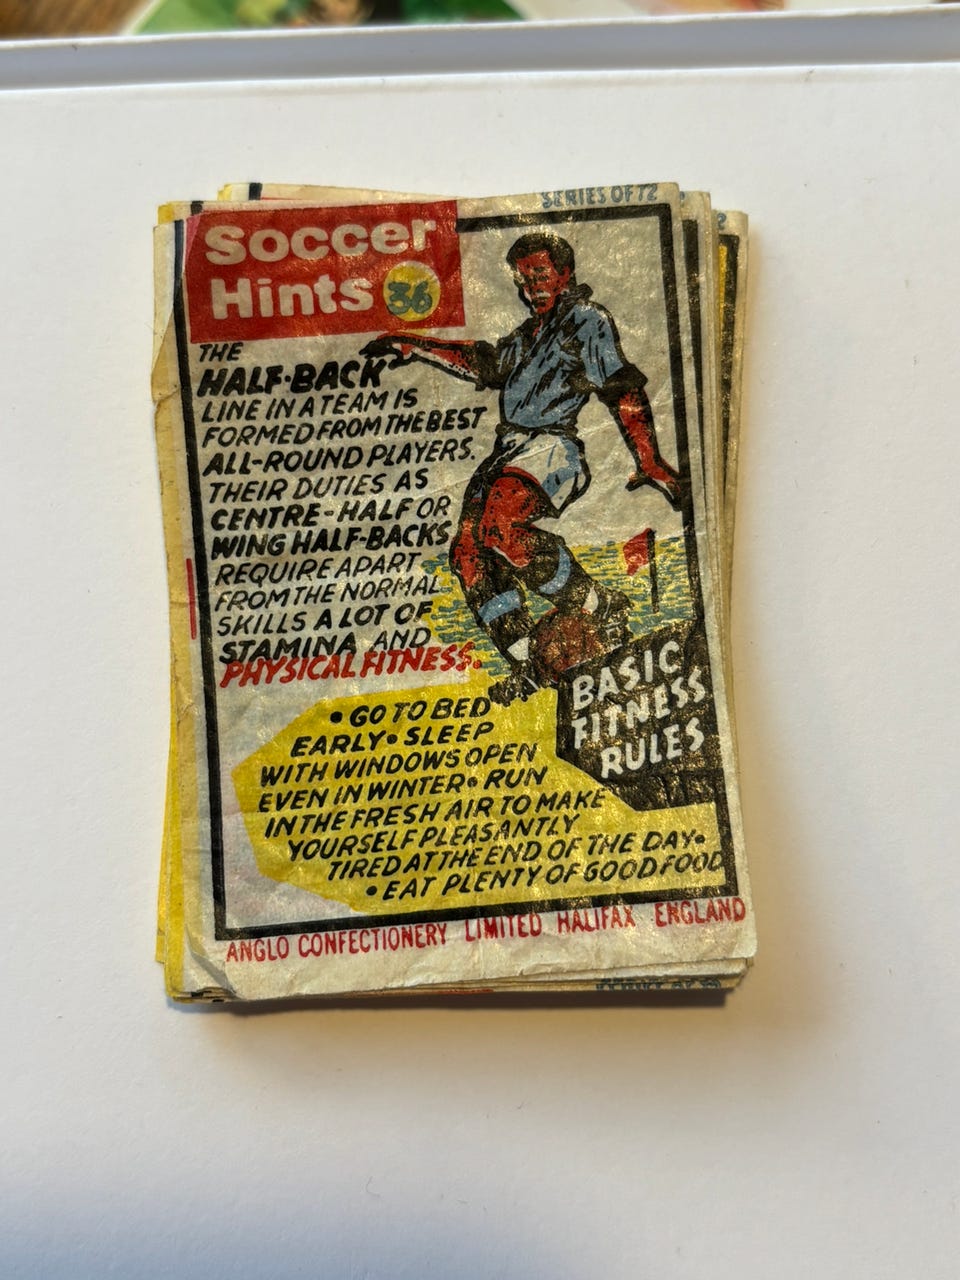 SERIES OF 72
Soccer
Hints 36
THE
HALF-BACK
LINE IN A TEAM IS
FORMED FROM THE BEST
ALL-ROUND PLAYERS.
THEIR DUTIES AS
CENTRE-HALF OR
WING HALF-BACKS
REQUIRE APART
FROM THE NORMAL
SKILLS A LOT OF
STAMINA AND
PHYSICAL FITNESS.
BASIC
FITNESS
RULES
• GO TO BED
EARLY • SLEEP
WITH WINDOWS OPEN
EVEN IN WINTER • RUN
IN THE FRESH AIR TO MAKE
YOURSELF PLEASANTLY
TIRED AT THE END OF THE DAY •
• EAT PLENTY OF GOOD FOOD
ANGLO CONFECTIONERY LIMITED HALIFAX ENGLAND